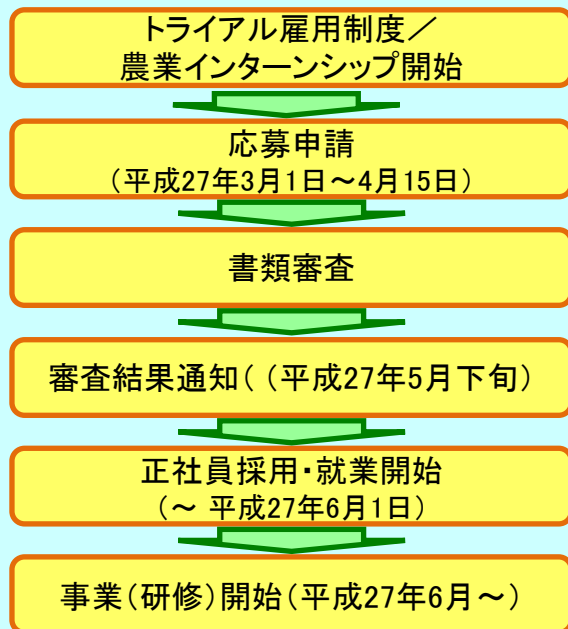 トライアル雇用制度／
農業インターンシップ開始
応募申請
（平成27年3月1日～4月15日）
書類審査
審査結果通知（（平成27年5月下旬）
正社員採用・就業開始
（～ 平成27年6月1日）
事業（研修）開始（平成27年6月～）